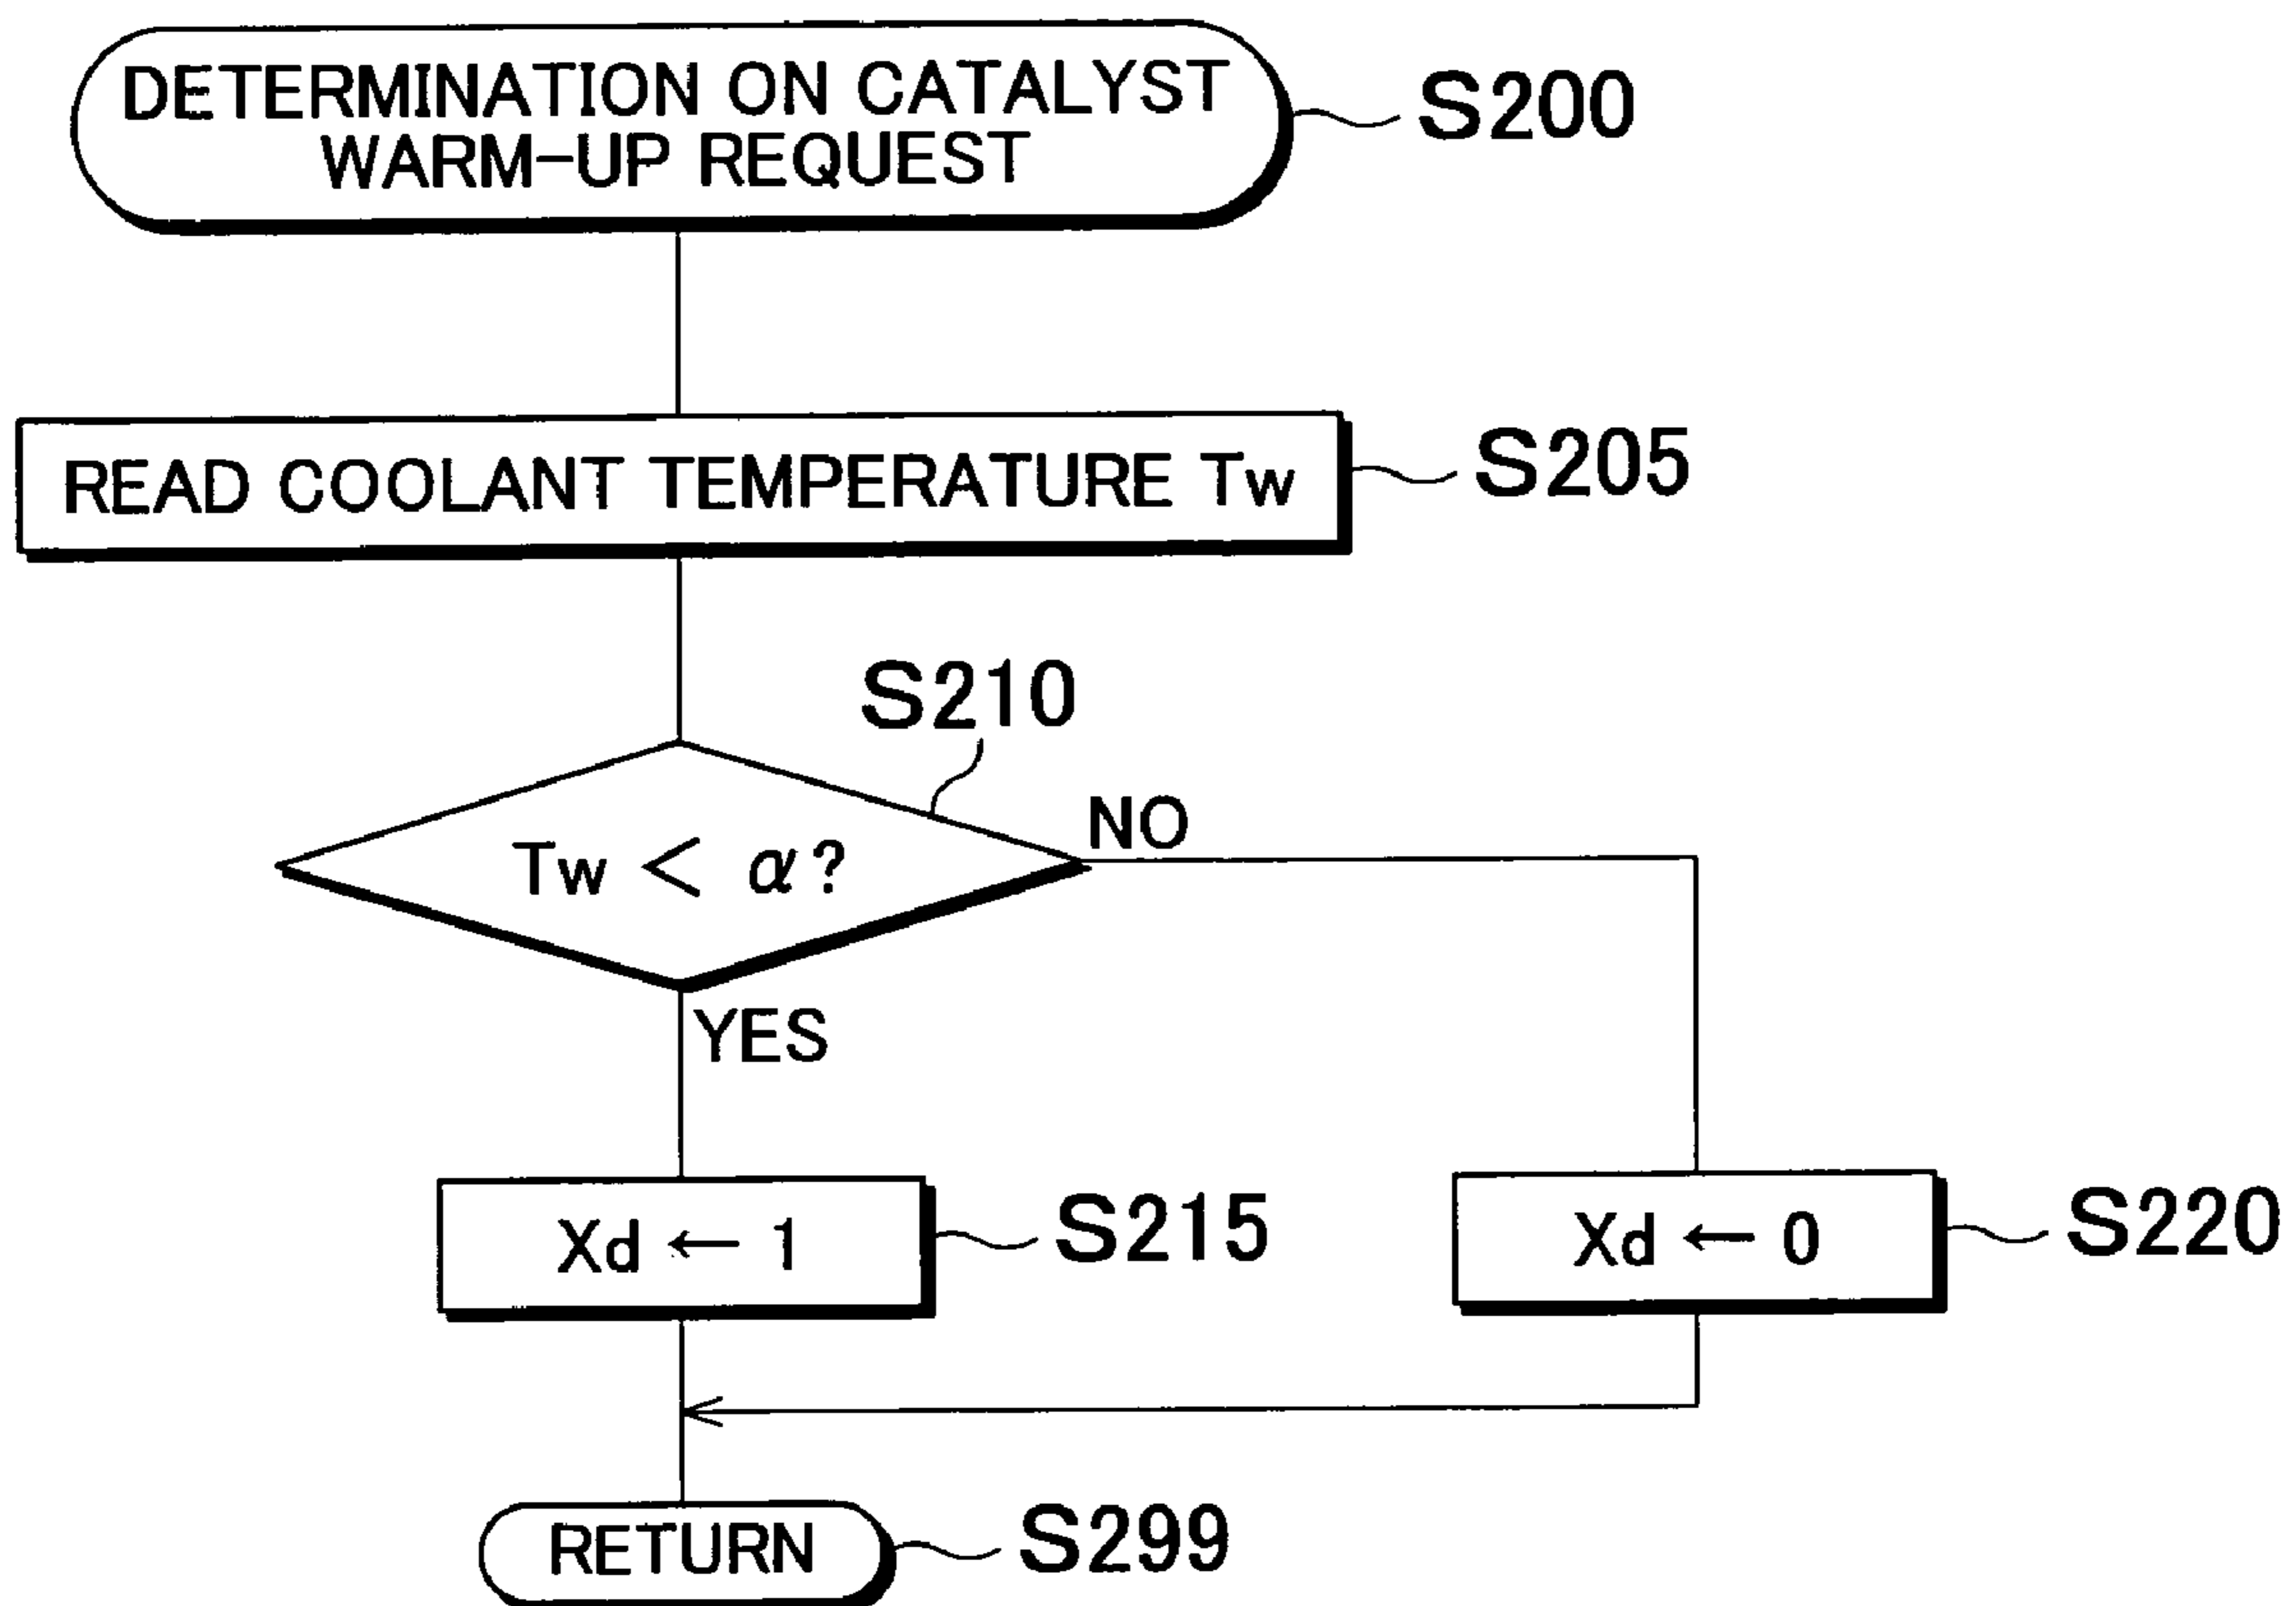 DETERMINATION ON CATALYST
WARM-UP REQUEST
S200
READ COOLANT TEMPERATURE Tw
S205
S210
Tw < α?
NO
YES
Xd ← 1
S215
Xd ← 0
S220
RETURN
S299